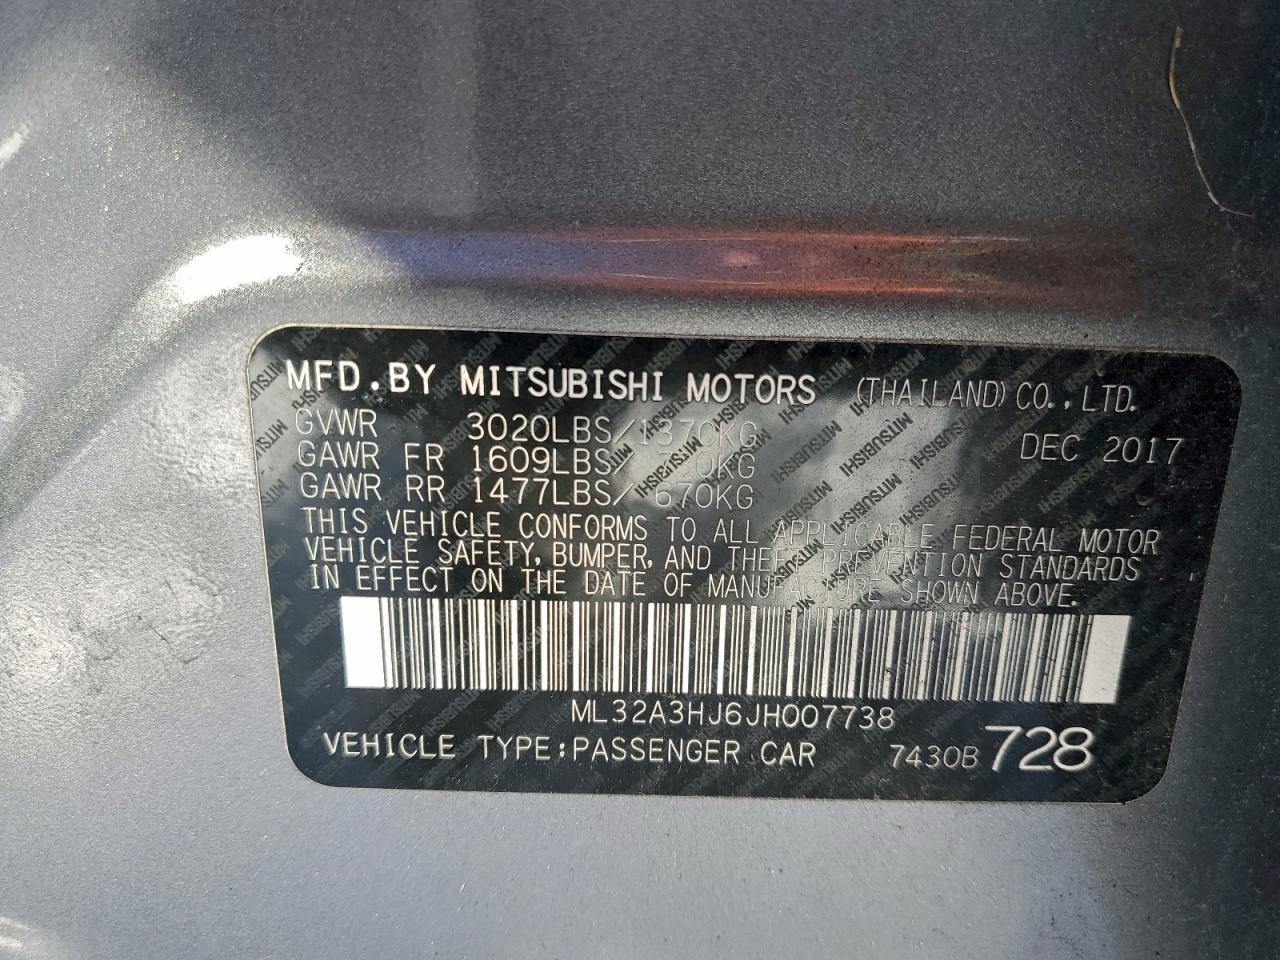 MFD.BY MITSUBISHI MOTORS (THAILAND) CO.,LTD.
GVWR 3020LBS/1370KG DEC 2017
GAWR FR 1609LBS/ 730KG
GAWR RR 1477LBS/ 670KG
THIS VEHICLE CONFORMS TO ALL APPLICABLE FEDERAL MOTOR
VEHICLE SAFETY, BUMPER, AND THEFT PREVENTION STANDARDS
IN EFFECT ON THE DATE OF MANUFACTURE SHOWN ABOVE.
ML32A3HJ6JH007738
VEHICLE TYPE:PASSENGER CAR 7430B 728